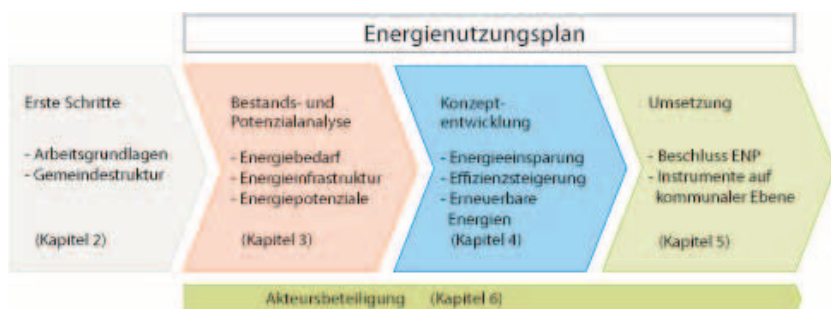 Energienutzungsplan
Erste Schritte
- Arbeitsgrundlagen
- Gemeindestruktur
(Kapitel 2)
Bestands- und
Potenzialanalyse
- Energiebedarf
- Energieinfrastruktur
- Energiepotenziale
(Kapitel 3)
Konzept-
entwicklung
- Energieeinsparung
- Effizienzsteigerung
- Erneuerbare
Energien
(Kapitel 4)
Umsetzung
- Beschluss ENP
- Instrumente auf
kommunaler Ebene
(Kapitel 5)
Akteursbeteiligung (Kapitel 6)